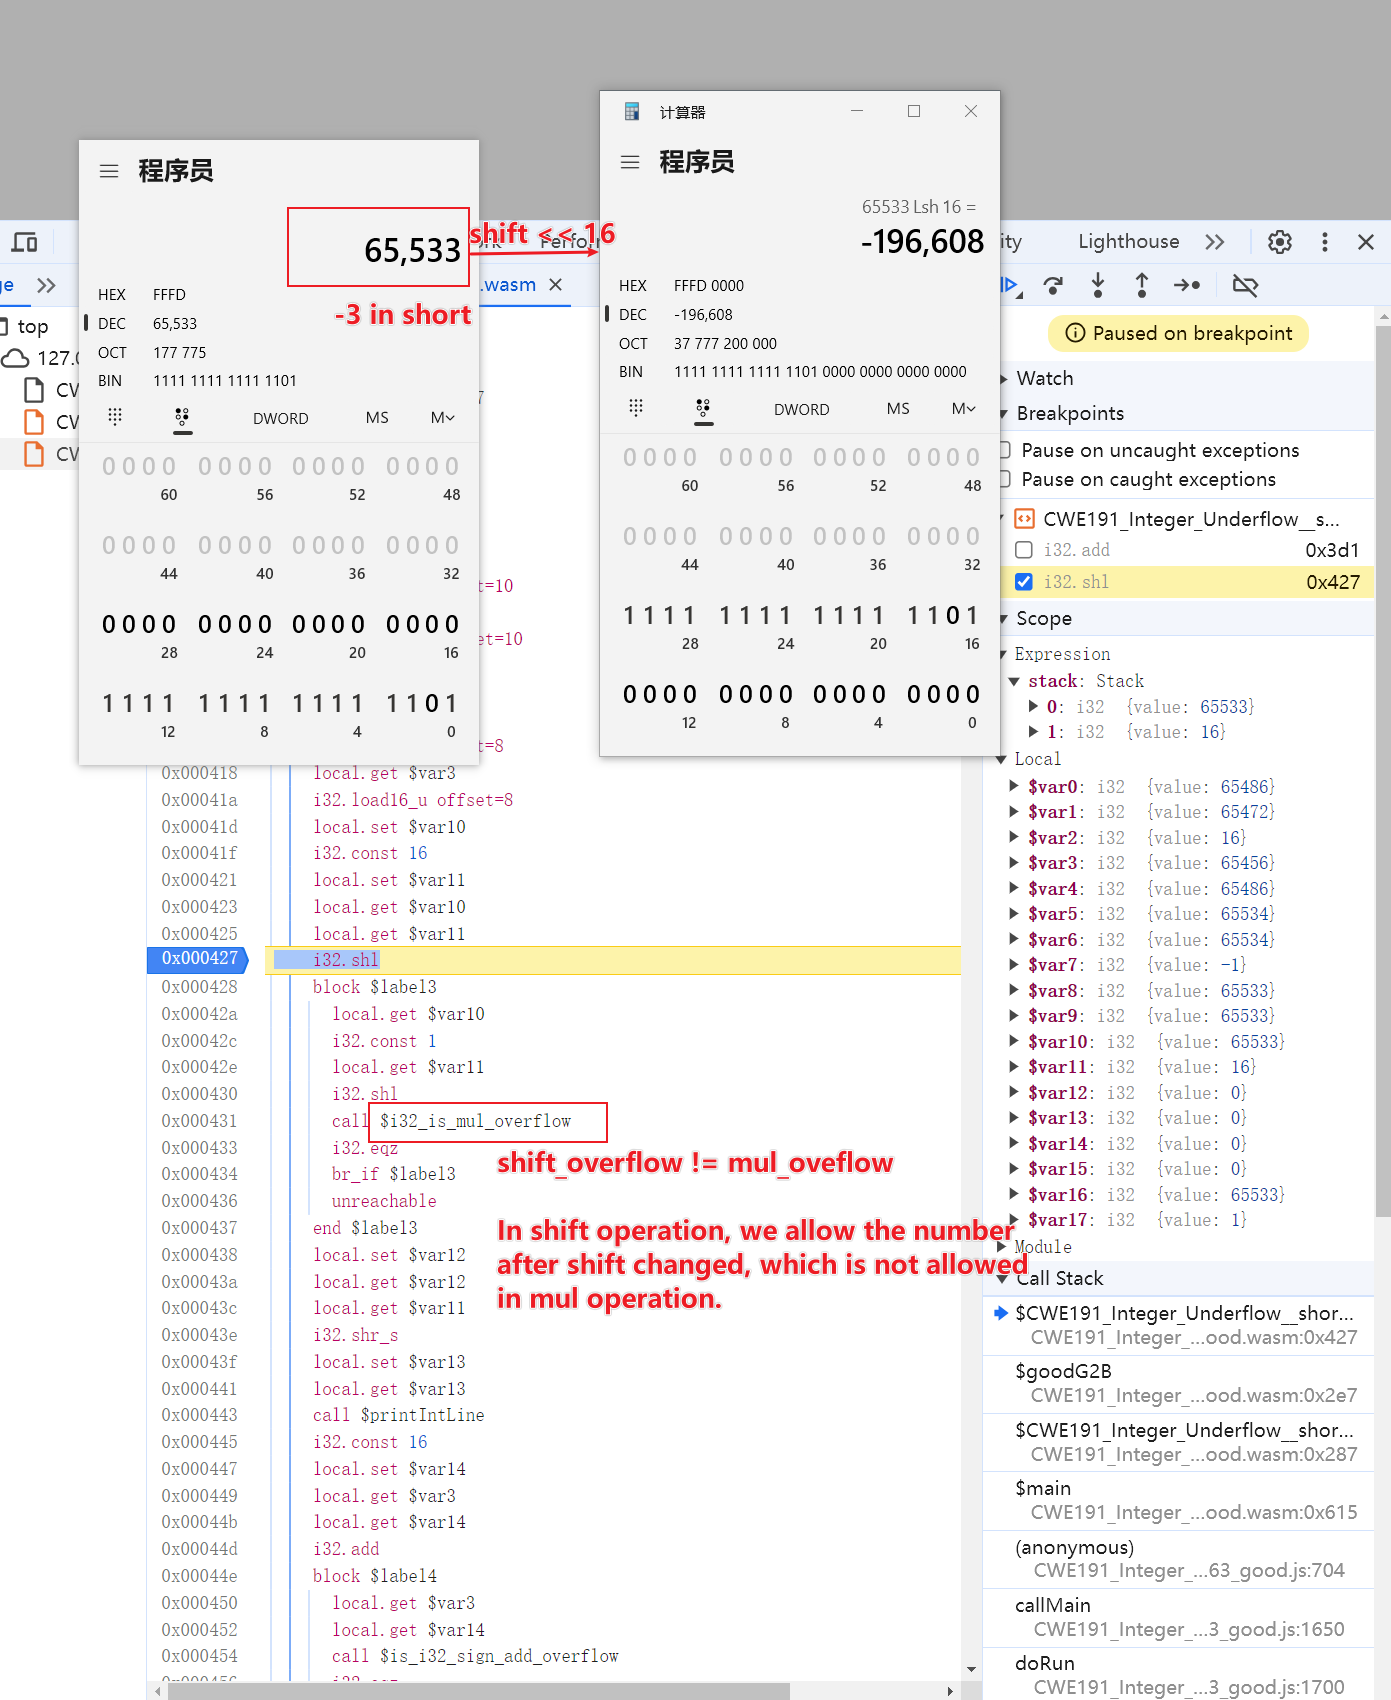 计算器
程序员
程序员
65533 Lsh 16 =
65,533
shift << 16
-196,608
-3 in short
HEX FFFD
DEC 65,533
OCT 177 775
BIN 1111 1111 1111 1101
DWORD MS M
0000 0000 0000 0000
60 56 52 48
0000 0000 0000 0000
44 40 36 32
0000 0000 0000 0000
28 24 20 16
1111 1111 1111 1101
12 8 4 0
HEX FFFD 0000
DEC -196,608
OCT 37 777 200 000
BIN 1111 1111 1111 1101 0000 0000 0000 0000
DWORD MS M
0000 0000 0000 0000
60 56 52 48
0000 0000 0000 0000
44 40 36 32
1111 1111 1111 1101
28 24 20 16
0000 0000 0000 0000
12 8 4 0
Perforr
ity
Lighthouse
ge
.wasm
top
127.0
CW
CW
CW
7
t=10
et=10
t=8
0x000418 local.get $var3
0x00041a i32.load16_u offset=8
0x00041d local.set $var10
0x00041f i32.const 16
0x000421 local.set $var11
0x000423 local.get $var10
0x000425 local.get $var11
0x000427 i32.shl
0x000428 block $label3
0x00042a local.get $var10
0x00042c i32.const 1
0x00042e local.get $var11
0x000430 i32.shl
0x000431 call $i32_is_mul_overflow
0x000433 i32.eqz
0x000434 br_if $label3
0x000436 unreachable
0x000437 end $label3
0x000438 local.set $var12
0x00043a local.get $var12
0x00043c local.get $var11
0x00043e i32.shr_s
0x00043f local.set $var13
0x000441 local.get $var13
0x000443 call $printIntLine
0x000445 i32.const 16
0x000447 local.set $var14
0x000449 local.get $var3
0x00044b local.get $var14
0x00044d i32.add
0x00044e block $label4
0x000450 local.get $var3
0x000452 local.get $var14
0x000454 call $is_i32_sign_add_overflow
0x000456 i32.eqz
shift_overflow != mul_oveflow
In shift operation, we allow the number
after shift changed, which is not allowed
in mul operation.
Paused on breakpoint
Watch
Breakpoints
Pause on uncaught exceptions
Pause on caught exceptions
CWE191_Integer_Underflow__s...
i32.add 0x3d1
i32.shl 0x427
Scope
Expression
stack: Stack
0: i32 {value: 65533}
1: i32 {value: 16}
Local
$var0: i32 {value: 65486}
$var1: i32 {value: 65472}
$var2: i32 {value: 16}
$var3: i32 {value: 65456}
$var4: i32 {value: 65486}
$var5: i32 {value: 65534}
$var6: i32 {value: 65534}
$var7: i32 {value: -1}
$var8: i32 {value: 65533}
$var9: i32 {value: 65533}
$var10: i32 {value: 65533}
$var11: i32 {value: 16}
$var12: i32 {value: 0}
$var13: i32 {value: 0}
$var14: i32 {value: 0}
$var15: i32 {value: 0}
$var16: i32 {value: 65533}
$var17: i32 {value: 1}
Module
Call Stack
$CWE191_Integer_Underflow__shor...
CWE191_Integer_...ood.wasm:0x427
$goodG2B
CWE191_Integer_...ood.wasm:0x2e7
$CWE191_Integer_Underflow__shor...
CWE191_Integer_...ood.wasm:0x287
$main
CWE191_Integer_...ood.wasm:0x615
(anonymous)
CWE191_Integer_...63_good.js:704
callMain
CWE191_Integer_...3_good.js:1650
doRun
CWE191_Integer_...3_good.js:1700